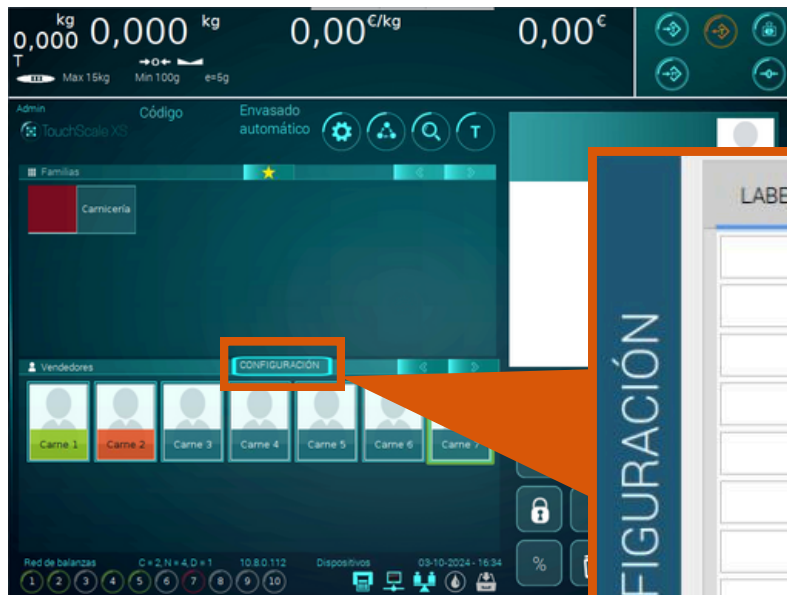 kg
0,000 0,000 kg 0,00 €/kg 0,00 €
T →0←
Max 15kg Min 100g e=5g
Admin Código Envasado
automático
TouchScale XS T
Familias
Carnicería
Vendedores CONFIGURACIÓN
Carne 1 Carne 2 Carne 3 Carne 4 Carne 5 Carne 6 Carne 7
Red de balanzas C = 2, N = 4, D = 1 10.8.0.112 Dispositivos 03-10-2024 - 16:34
1 2 3 4 5 6 7 8 9 10
%
LABE
FIGURACIÓN